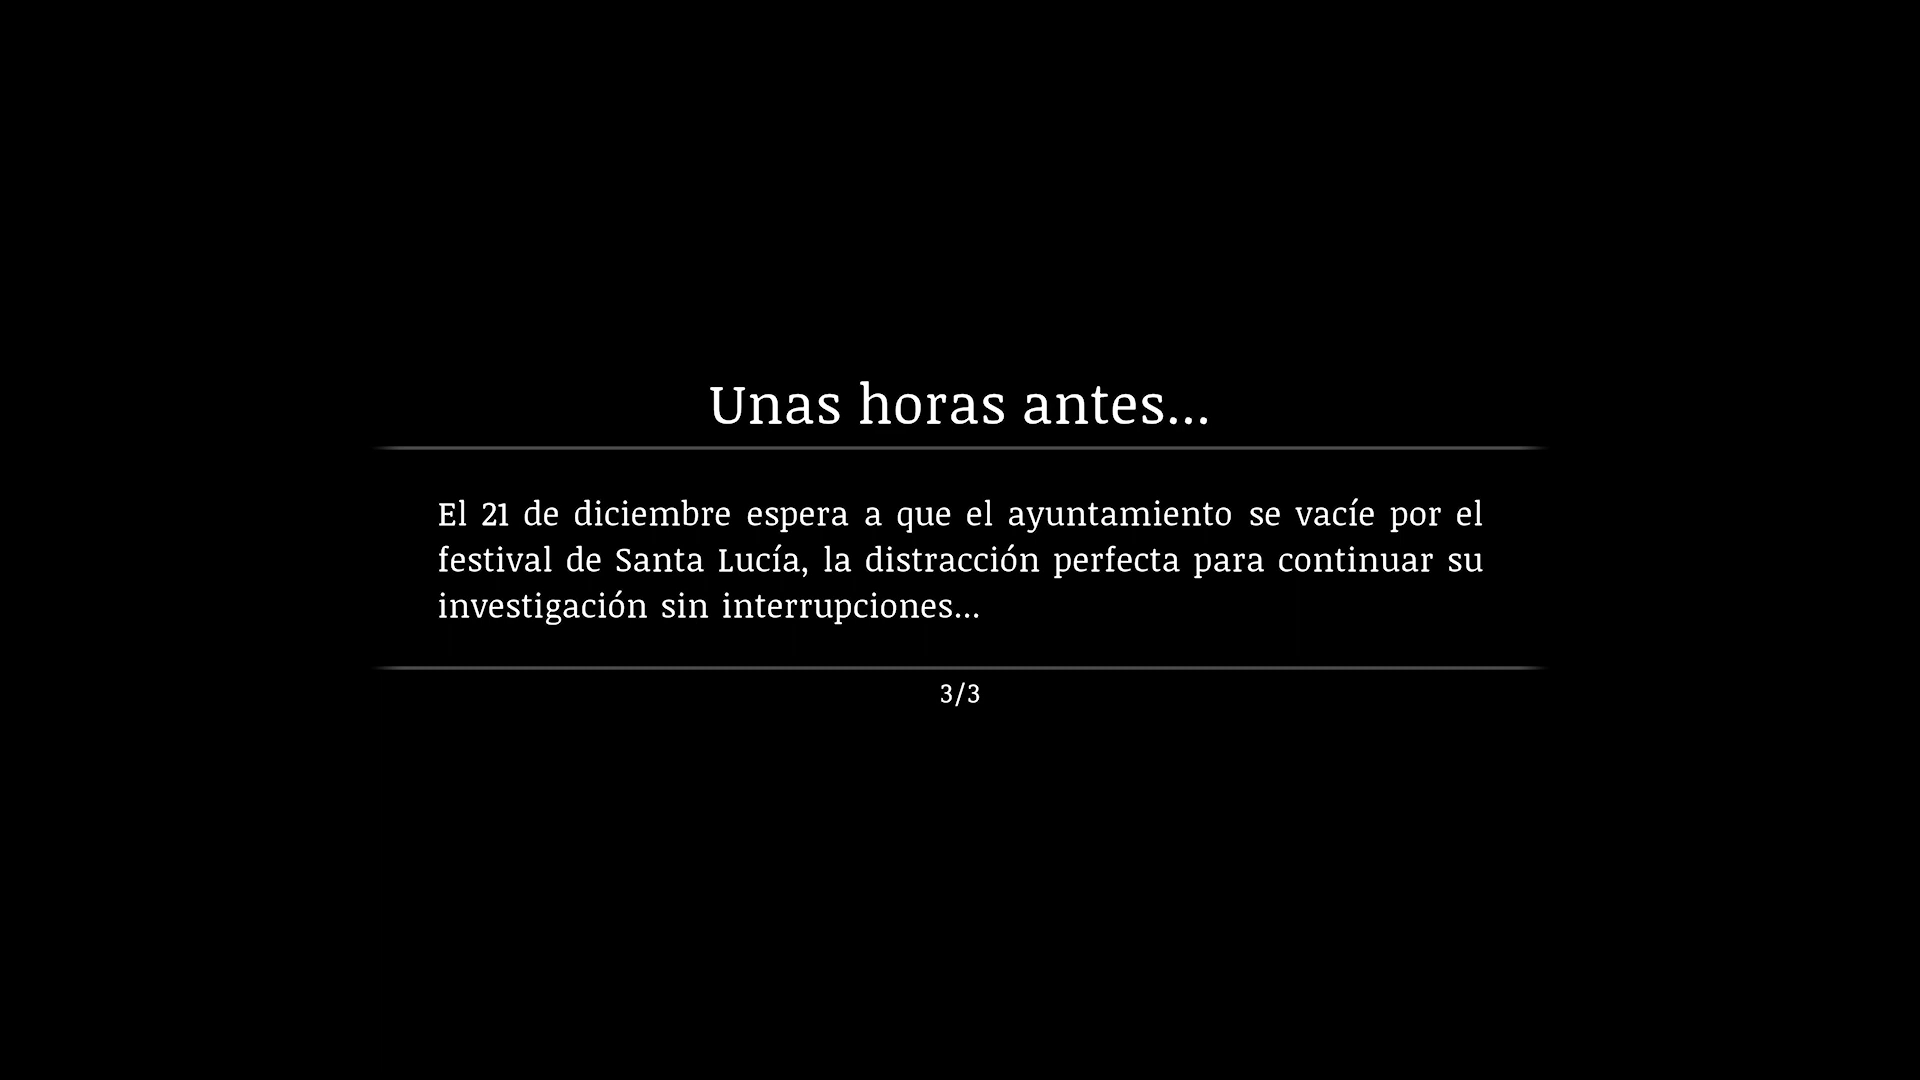 Unas horas antes...
El 21 de diciembre espera a que el ayuntamiento se vacíe por el
festival de Santa Lucía, la distracción perfecta para continuar su
investigación sin interrupciones...
3/3